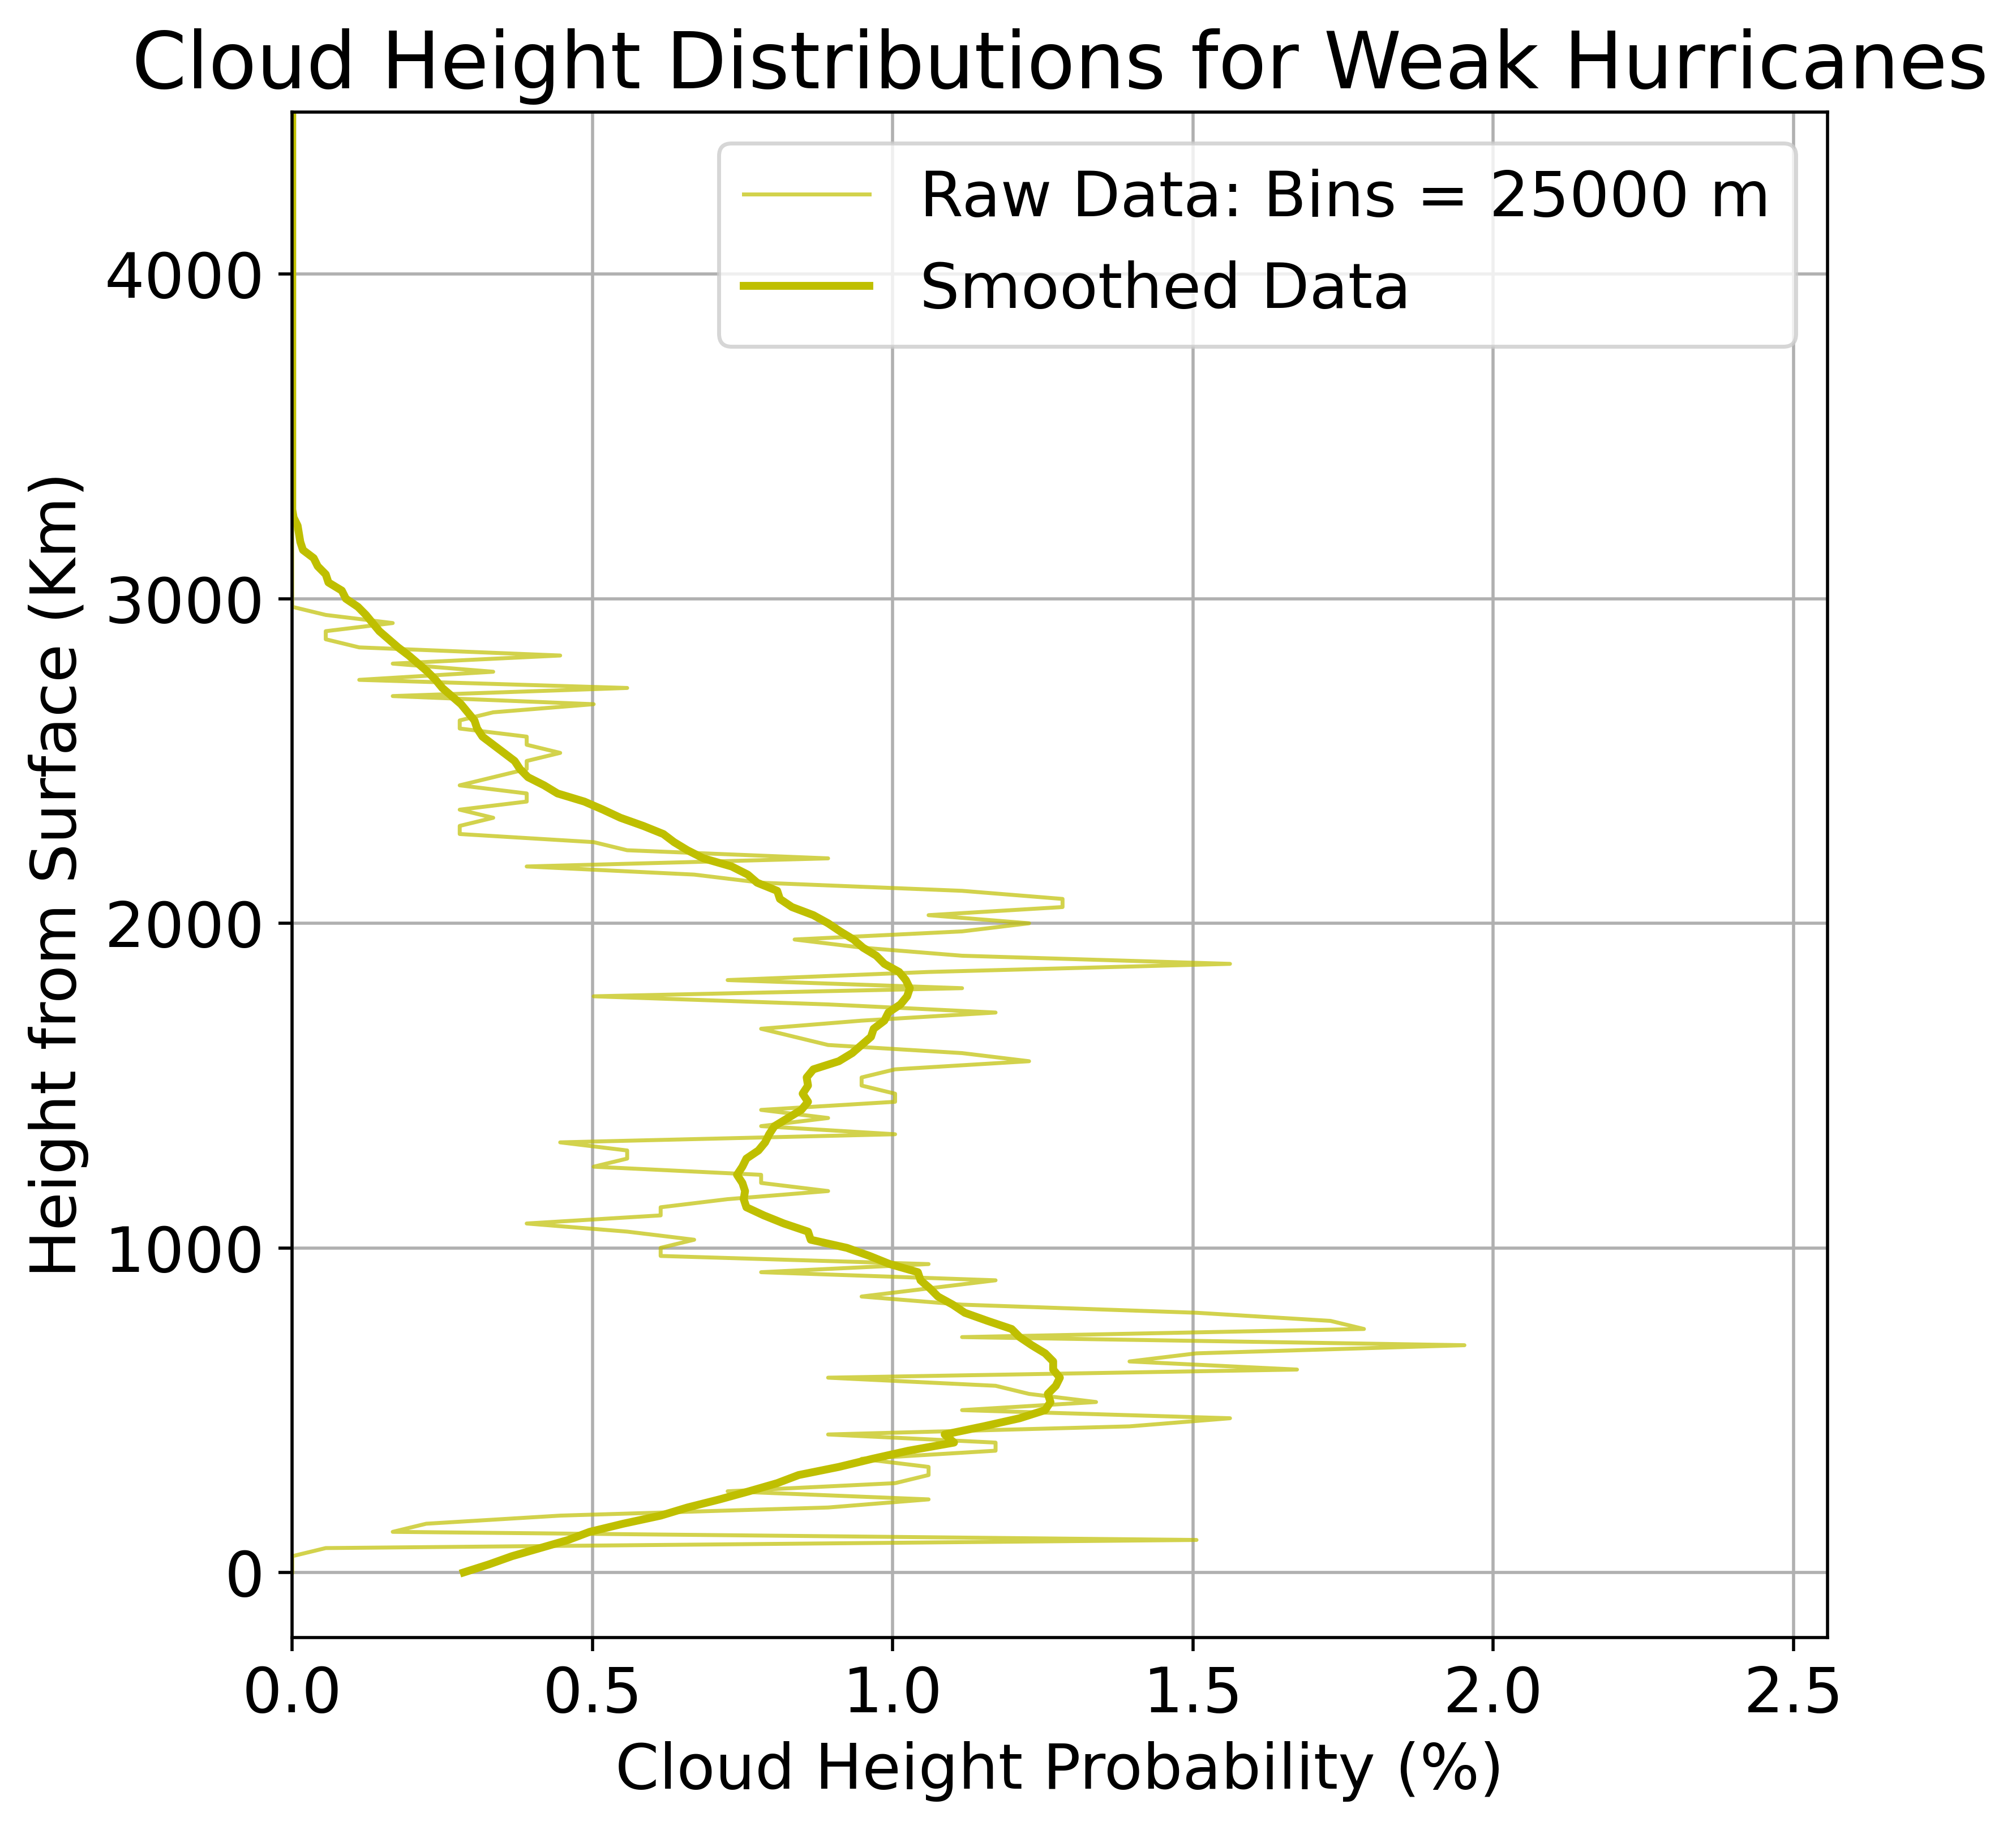 Cloud Height Distributions for Weak Hurricanes
Raw Data: Bins = 25000 m
Smoothed Data
Height from Surface (Km)
4000
3000
2000
1000
0
0.0 0.5 1.0 1.5 2.0 2.5
Cloud Height Probability (%)